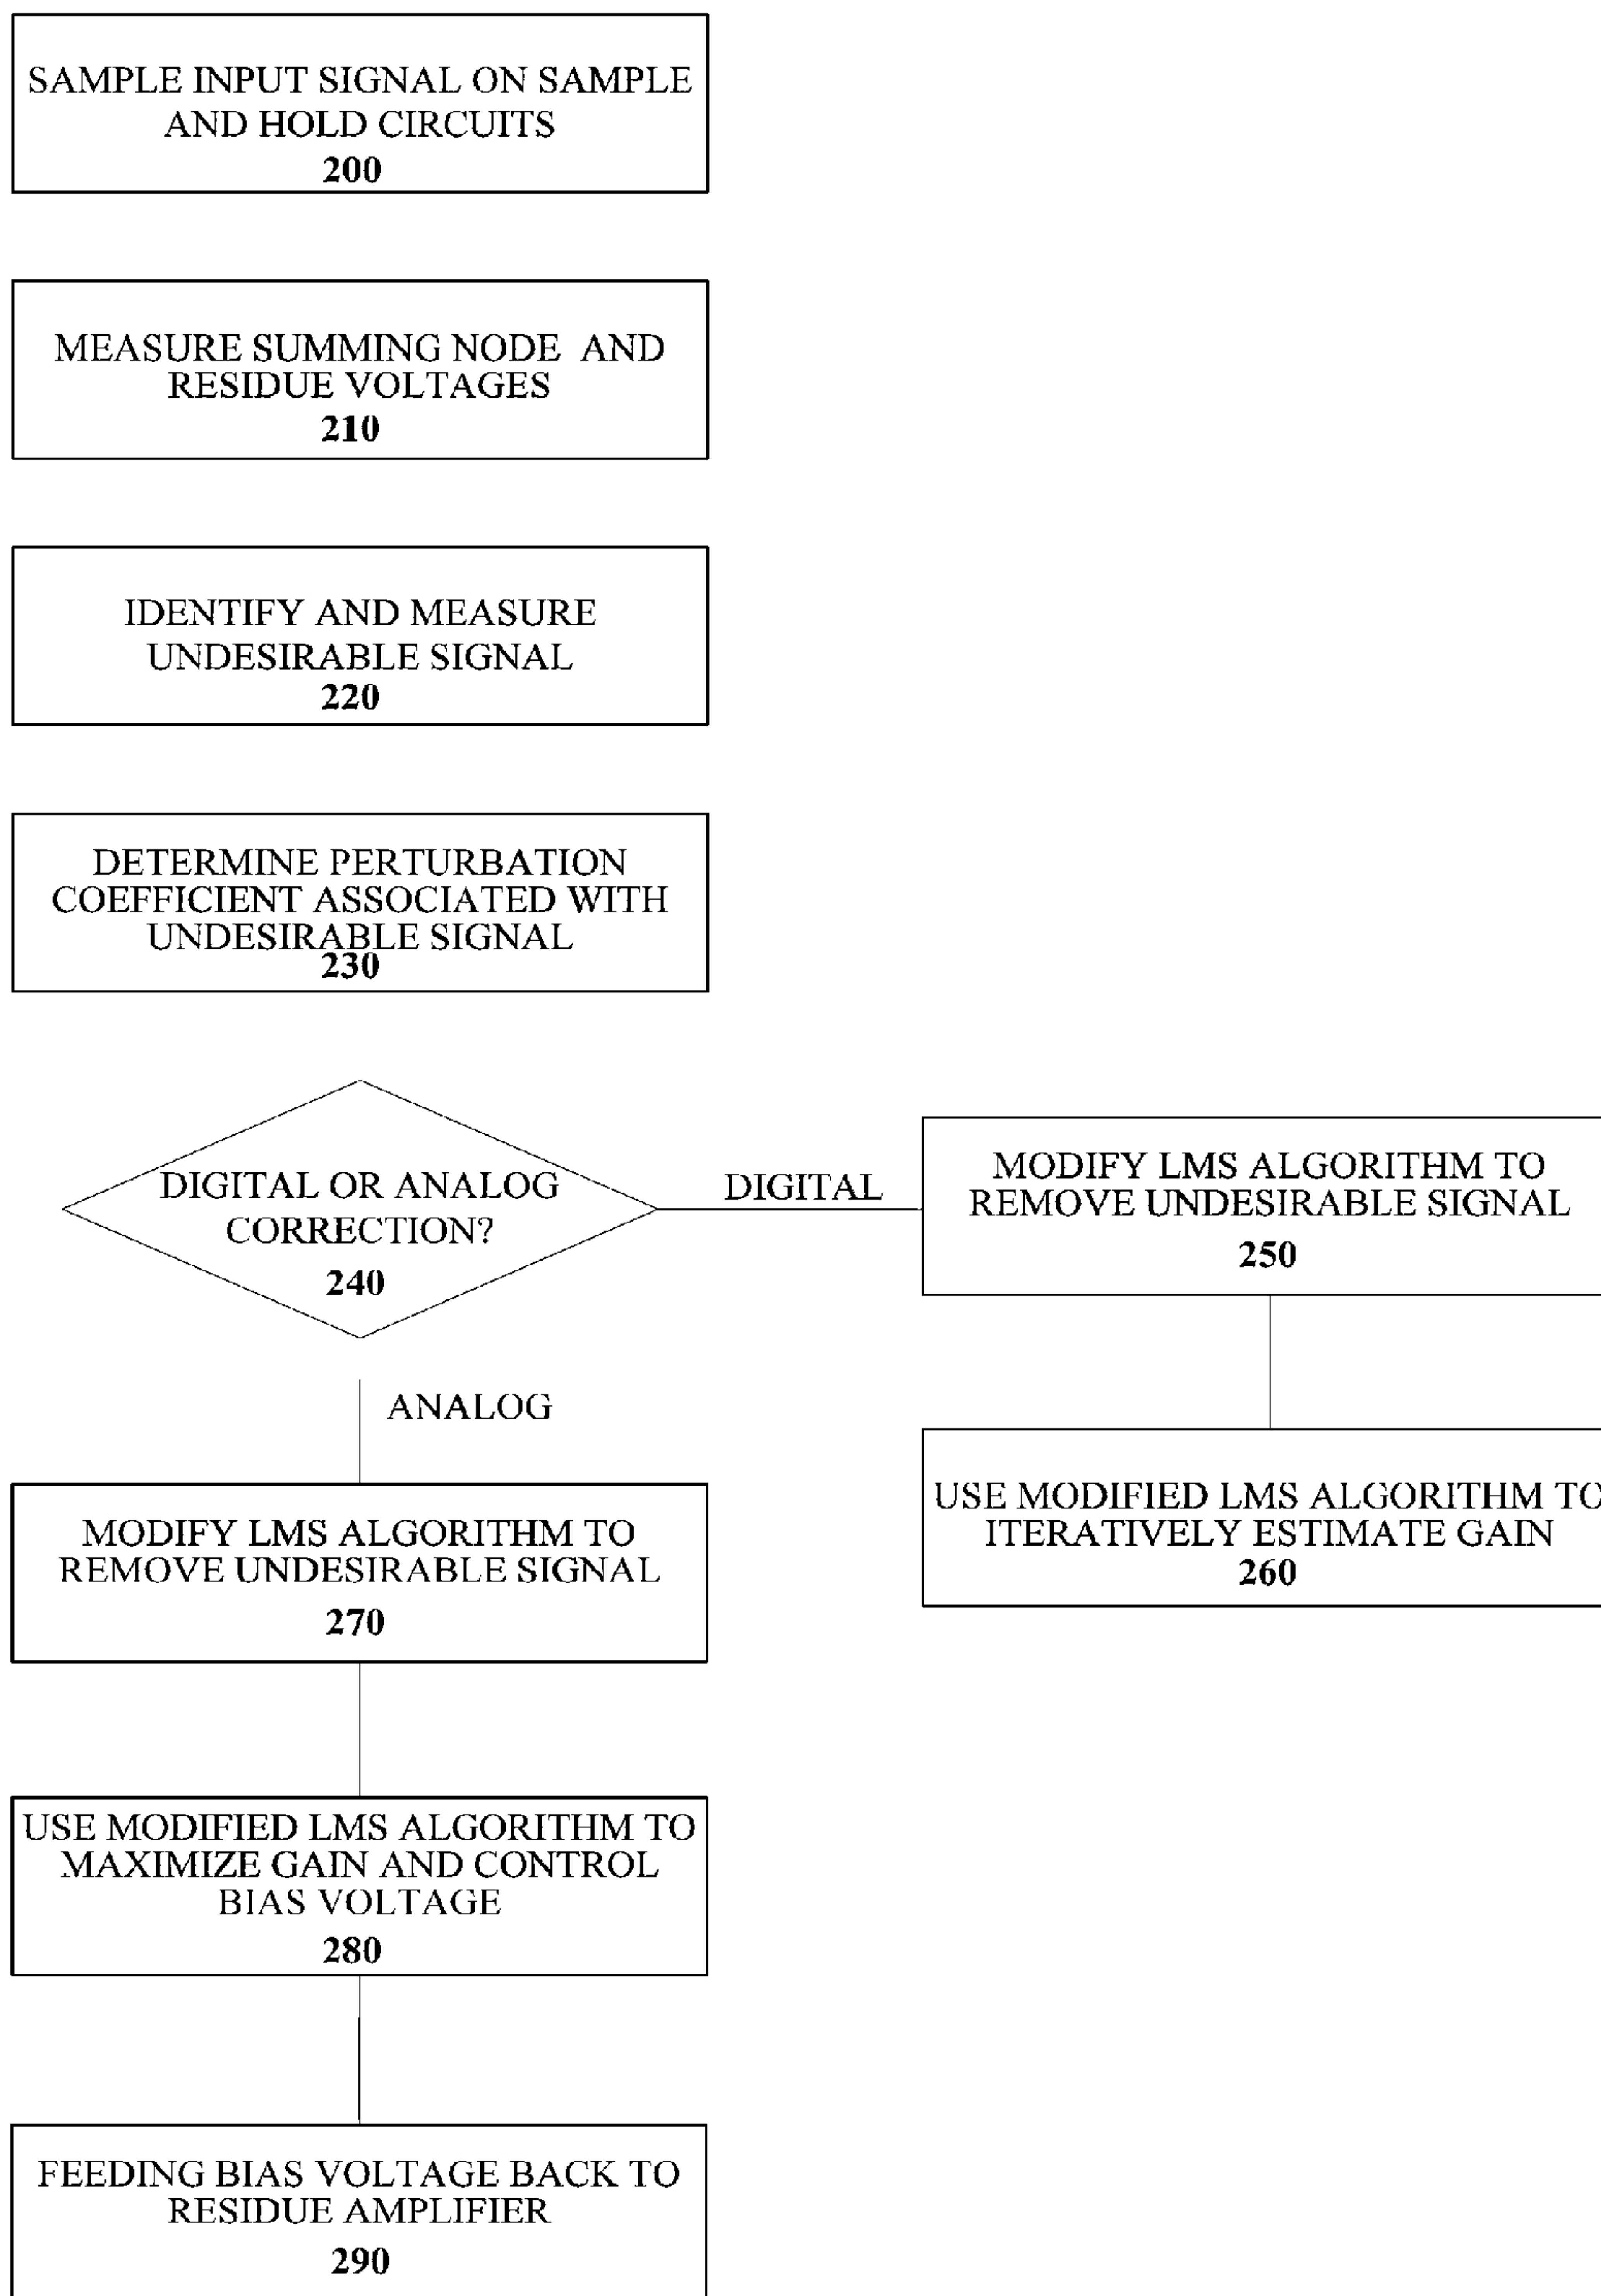 SAMPLE INPUT SIGNAL ON SAMPLE
AND HOLD CIRCUITS
200
MEASURE SUMMING NODE AND
RESIDUE VOLTAGES
210
IDENTIFY AND MEASURE
UNDESIRABLE SIGNAL
220
DETERMINE PERTURBATION
COEFFICIENT ASSOCIATED WITH
UNDESIRABLE SIGNAL
230
DIGITAL OR ANALOG
CORRECTION?
240
DIGITAL
MODIFY LMS ALGORITHM TO
REMOVE UNDESIRABLE SIGNAL
250
USE MODIFIED LMS ALGORITHM TO
ITERATIVELY ESTIMATE GAIN
260
ANALOG
MODIFY LMS ALGORITHM TO
REMOVE UNDESIRABLE SIGNAL
270
USE MODIFIED LMS ALGORITHM TO
MAXIMIZE GAIN AND CONTROL
BIAS VOLTAGE
280
FEEDING BIAS VOLTAGE BACK TO
RESIDUE AMPLIFIER
290